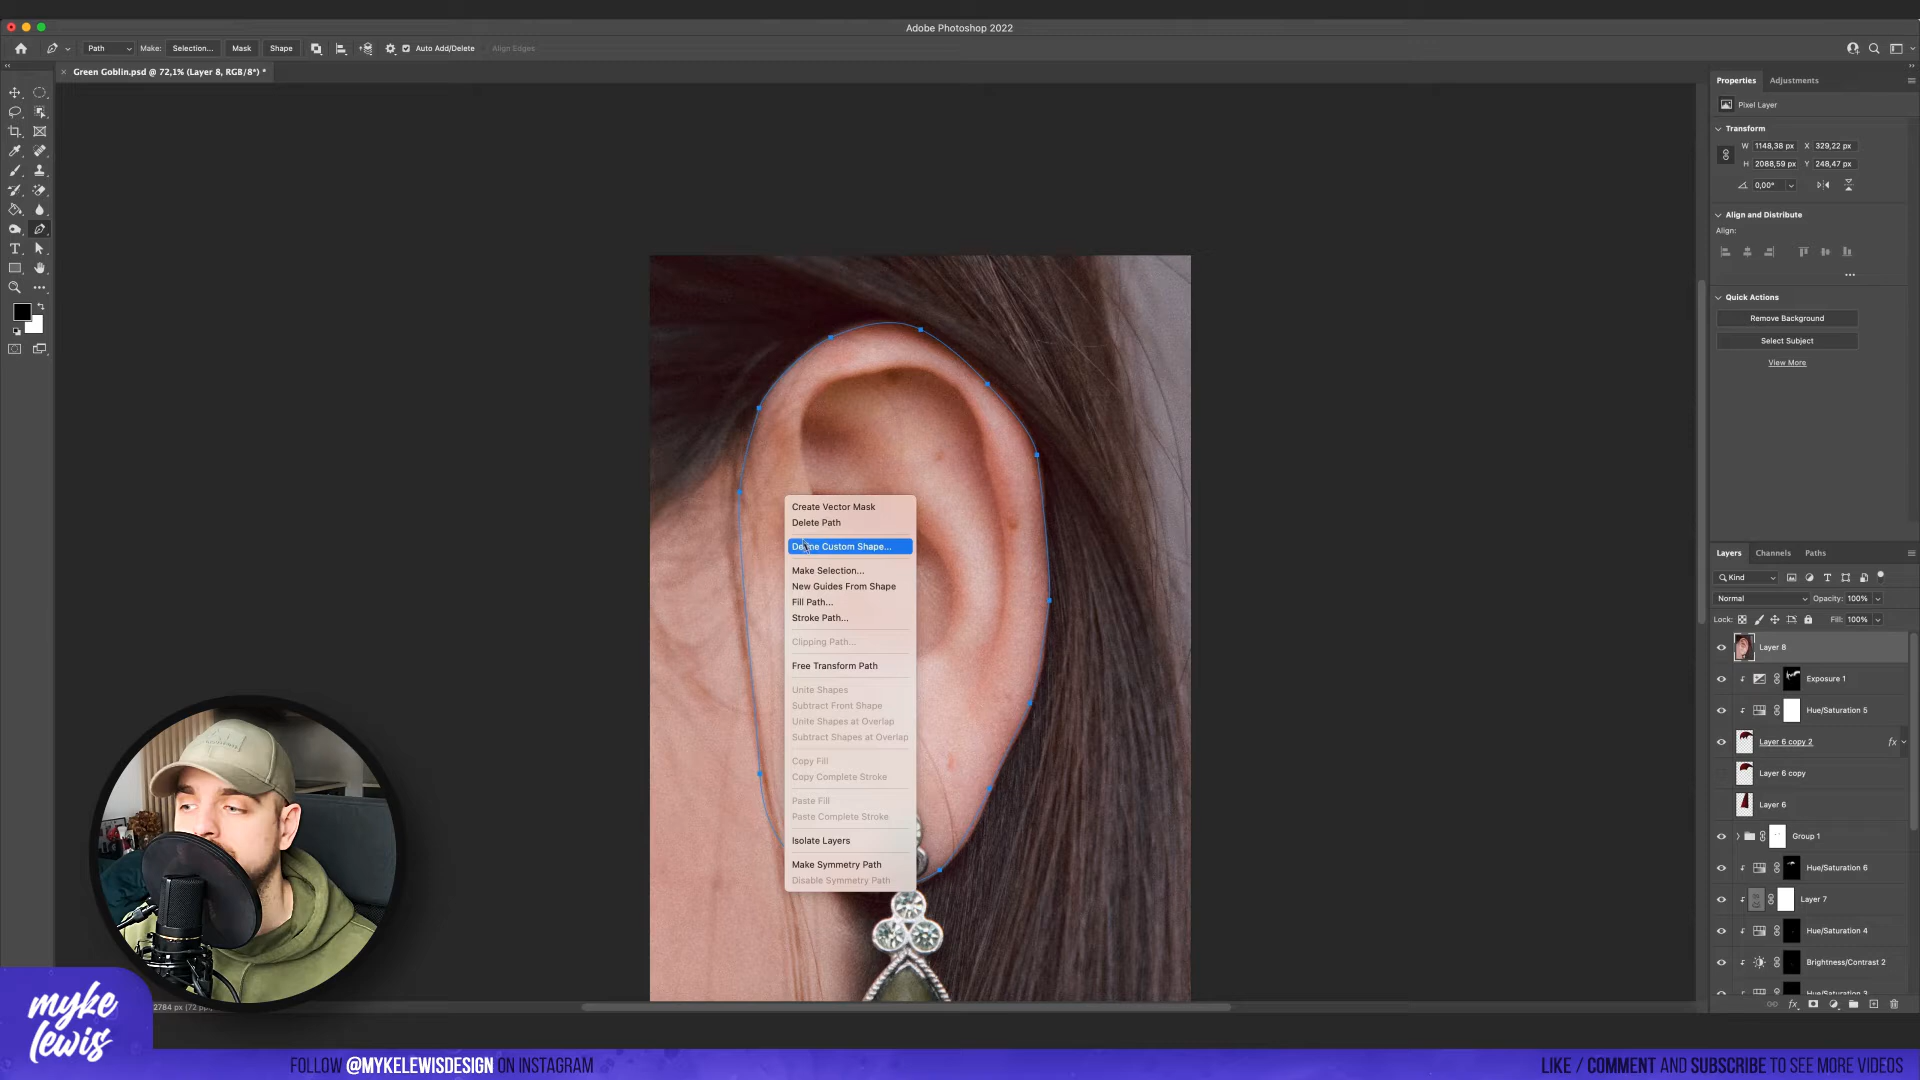 Adobe Photoshop 2022
Path Make: Selection... Mask Shape Auto Add/Delete Align Edges
Green Goblin.psd @ 72,1% (Layer 8, RGB/8*) *
Properties Adjustments
Pixel Layer
Transform
W 1148,38 px X 329,22 px
H 2088,59 px Y 248,47 px
0,00°
Align and Distribute
Align:
Quick Actions
Remove Background
Select Subject
View More
Create Vector Mask
Delete Path
Define Custom Shape...
Make Selection...
New Guides From Shape
Fill Path...
Stroke Path...
Clipping Path...
Free Transform Path
Unite Shapes
Subtract Front Shape
Unite Shapes at Overlap
Subtract Shapes at Overlap
Copy Fill
Copy Complete Stroke
Paste Fill
Paste Complete Stroke
Isolate Layers
Make Symmetry Path
Disable Symmetry Path
Layers Channels Paths
Kind
Normal Opacity: 100%
Lock: Fill: 100%
Layer 8
Exposure 1
Hue/Saturation 5
Layer 6 copy 2 fx
Layer 6 copy
Layer 6
Group 1
Hue/Saturation 6
Layer 7
Hue/Saturation 4
Brightness/Contrast 2
Hue/Saturation 3
2784 px (72 pp
myke
lewis
FOLLOW @MYKELEWISDESIGN ON INSTAGRAM
LIKE / COMMENT AND SUBSCRIBE TO SEE MORE VIDEOS